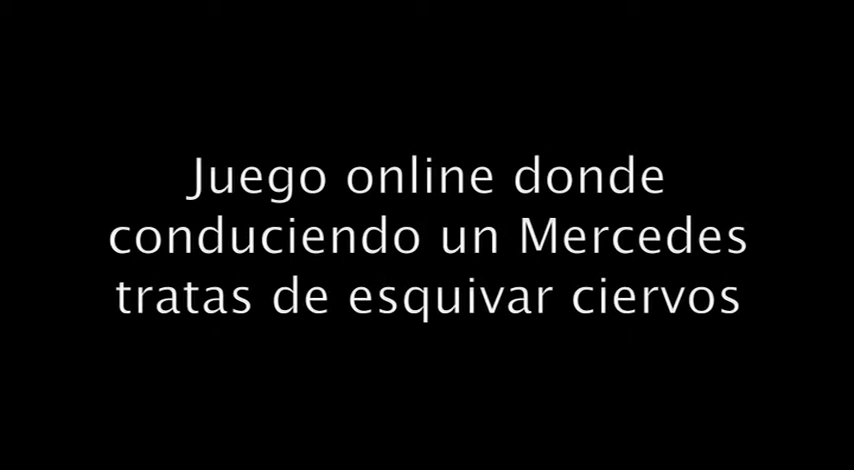 Juego online donde
conduciendo un Mercedes
tratas de esquivar ciervos